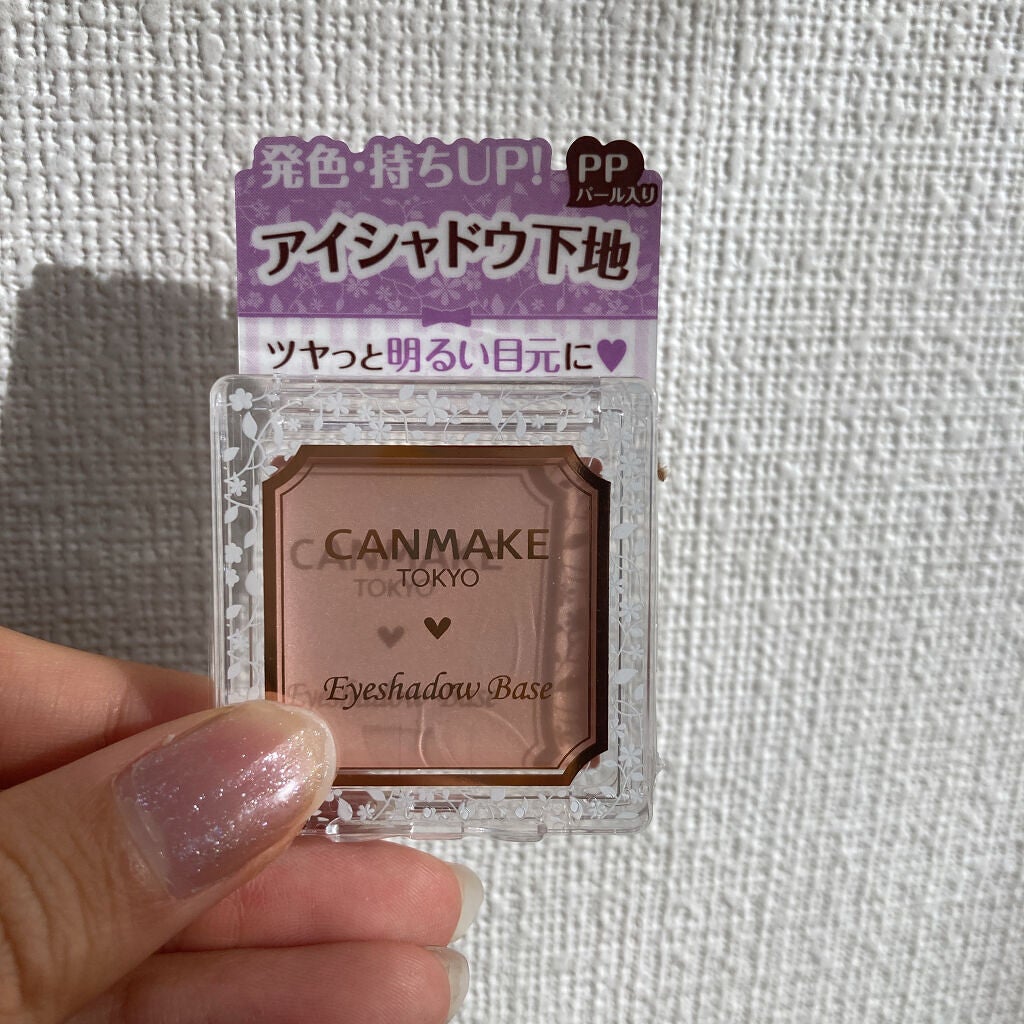 発色・持ちUP!
PP
パール入り
アイシャドウ下地
ツヤっと明るい目元に♥
CANMAKE
TOKYO
♥
Eyeshadow Base